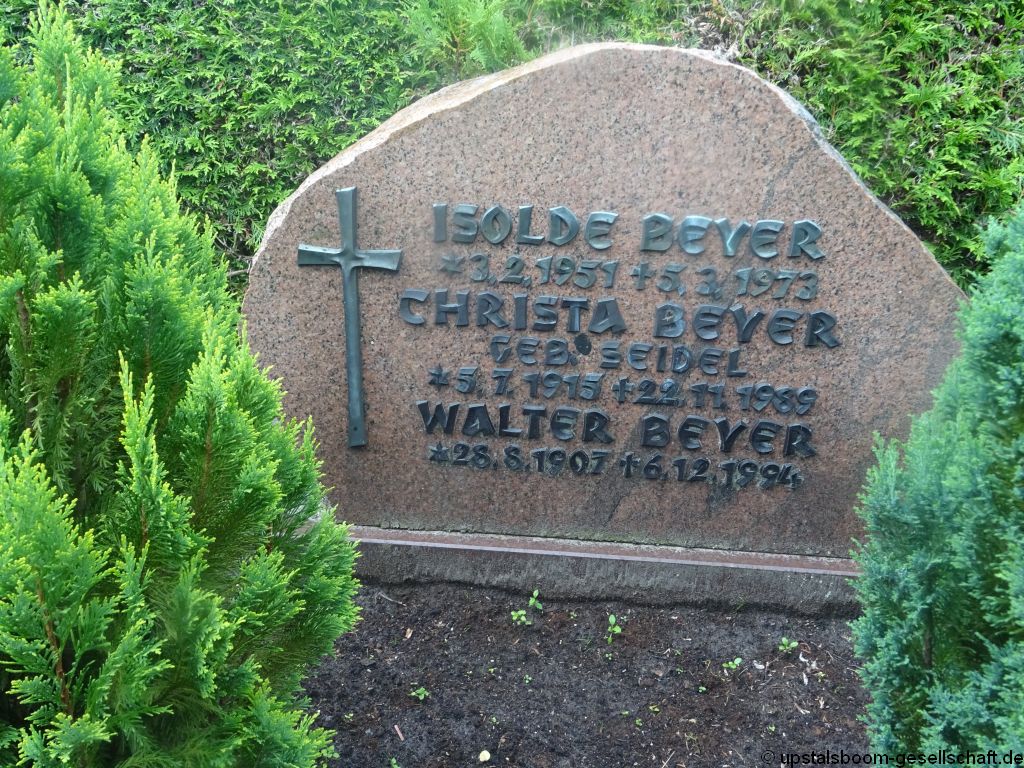 ISOLDE BEYER
*3.2.1951 †5.3.1973
CHRISTA BEYER
GEB. SEIDEL
*5.7.1915 †22.11.1989
WALTER BEYER
*28.8.1907 †6.12.1994
© upstalsboom-gesellschaft.de